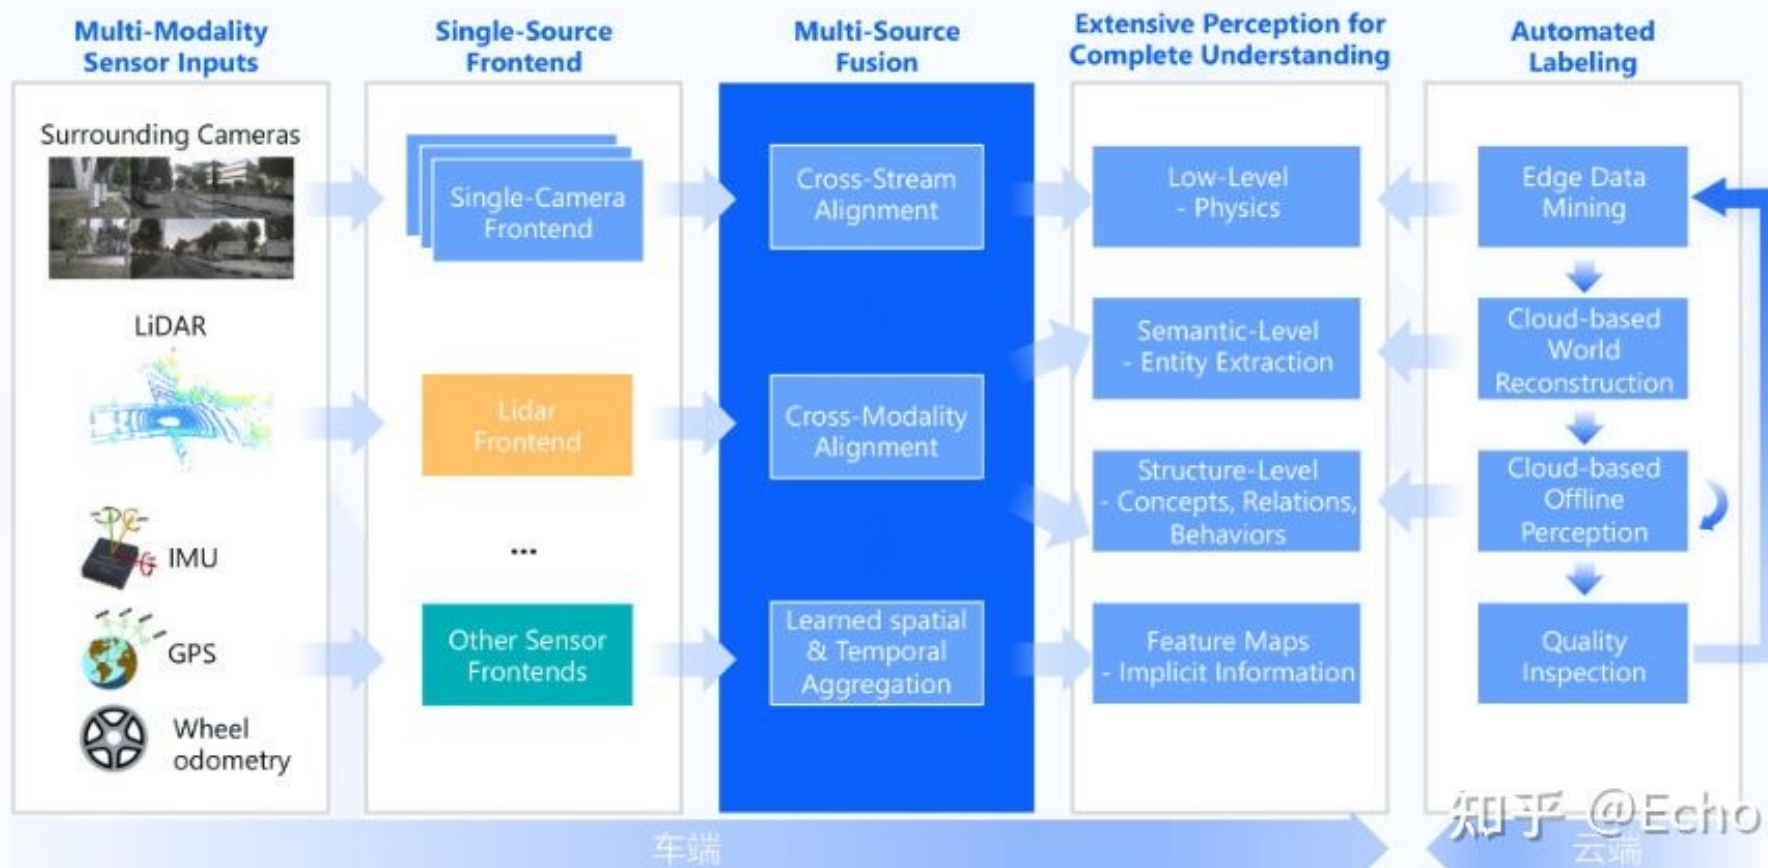 Multi-Modality
Sensor Inputs
Single-Source
Frontend
Multi-Source
Fusion
Extensive Perception for
Complete Understanding
Automated
Labeling
Surrounding Cameras
LiDAR
IMU
GPS
Wheel
odometry
Single-Camera
Frontend
Lidar
Frontend
...
Other Sensor
Frontends
Cross-Stream
Alignment
Cross-Modality
Alignment
Learned spatial
& Temporal
Aggregation
Low-Level
- Physics
Semantic-Level
- Entity Extraction
Structure-Level
- Concepts, Relations,
Behaviors
Feature Maps
- Implicit Information
Edge Data
Mining
Cloud-based
World
Reconstruction
Cloud-based
Offline
Perception
Quality
Inspection
车端
云端
知乎 @Echo